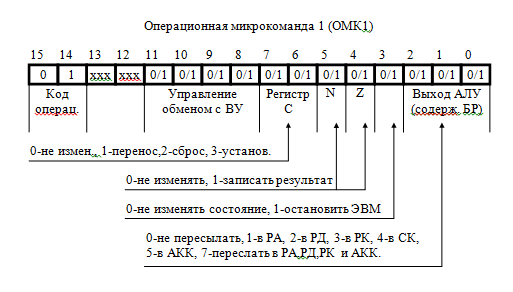 Операционная микрокоманда 1 (ОМК1)
15 14 13 12 11 10 9 8 7 6 5 4 3 2 1 0
0 1 xxx xxx 0/1 0/1 0/1 0/1 0/1 0/1 0/1 0/1 0/1 0/1 0/1 0/1
Код Управление Регистр N Z Выход АЛУ
операц. обменом с ВУ С (содерж. БР)
0-не измен., 1-перенос,2-сброс, 3-установ.
0-не изменять, 1-записать результат
0-не изменять состояние, 1-остановить ЭВМ
0-не пересылать, 1-в РА, 2-в РД, 3-в РК, 4-в СК,
5-в АКК, 7-переслать в РА,РД,РК и АКК.